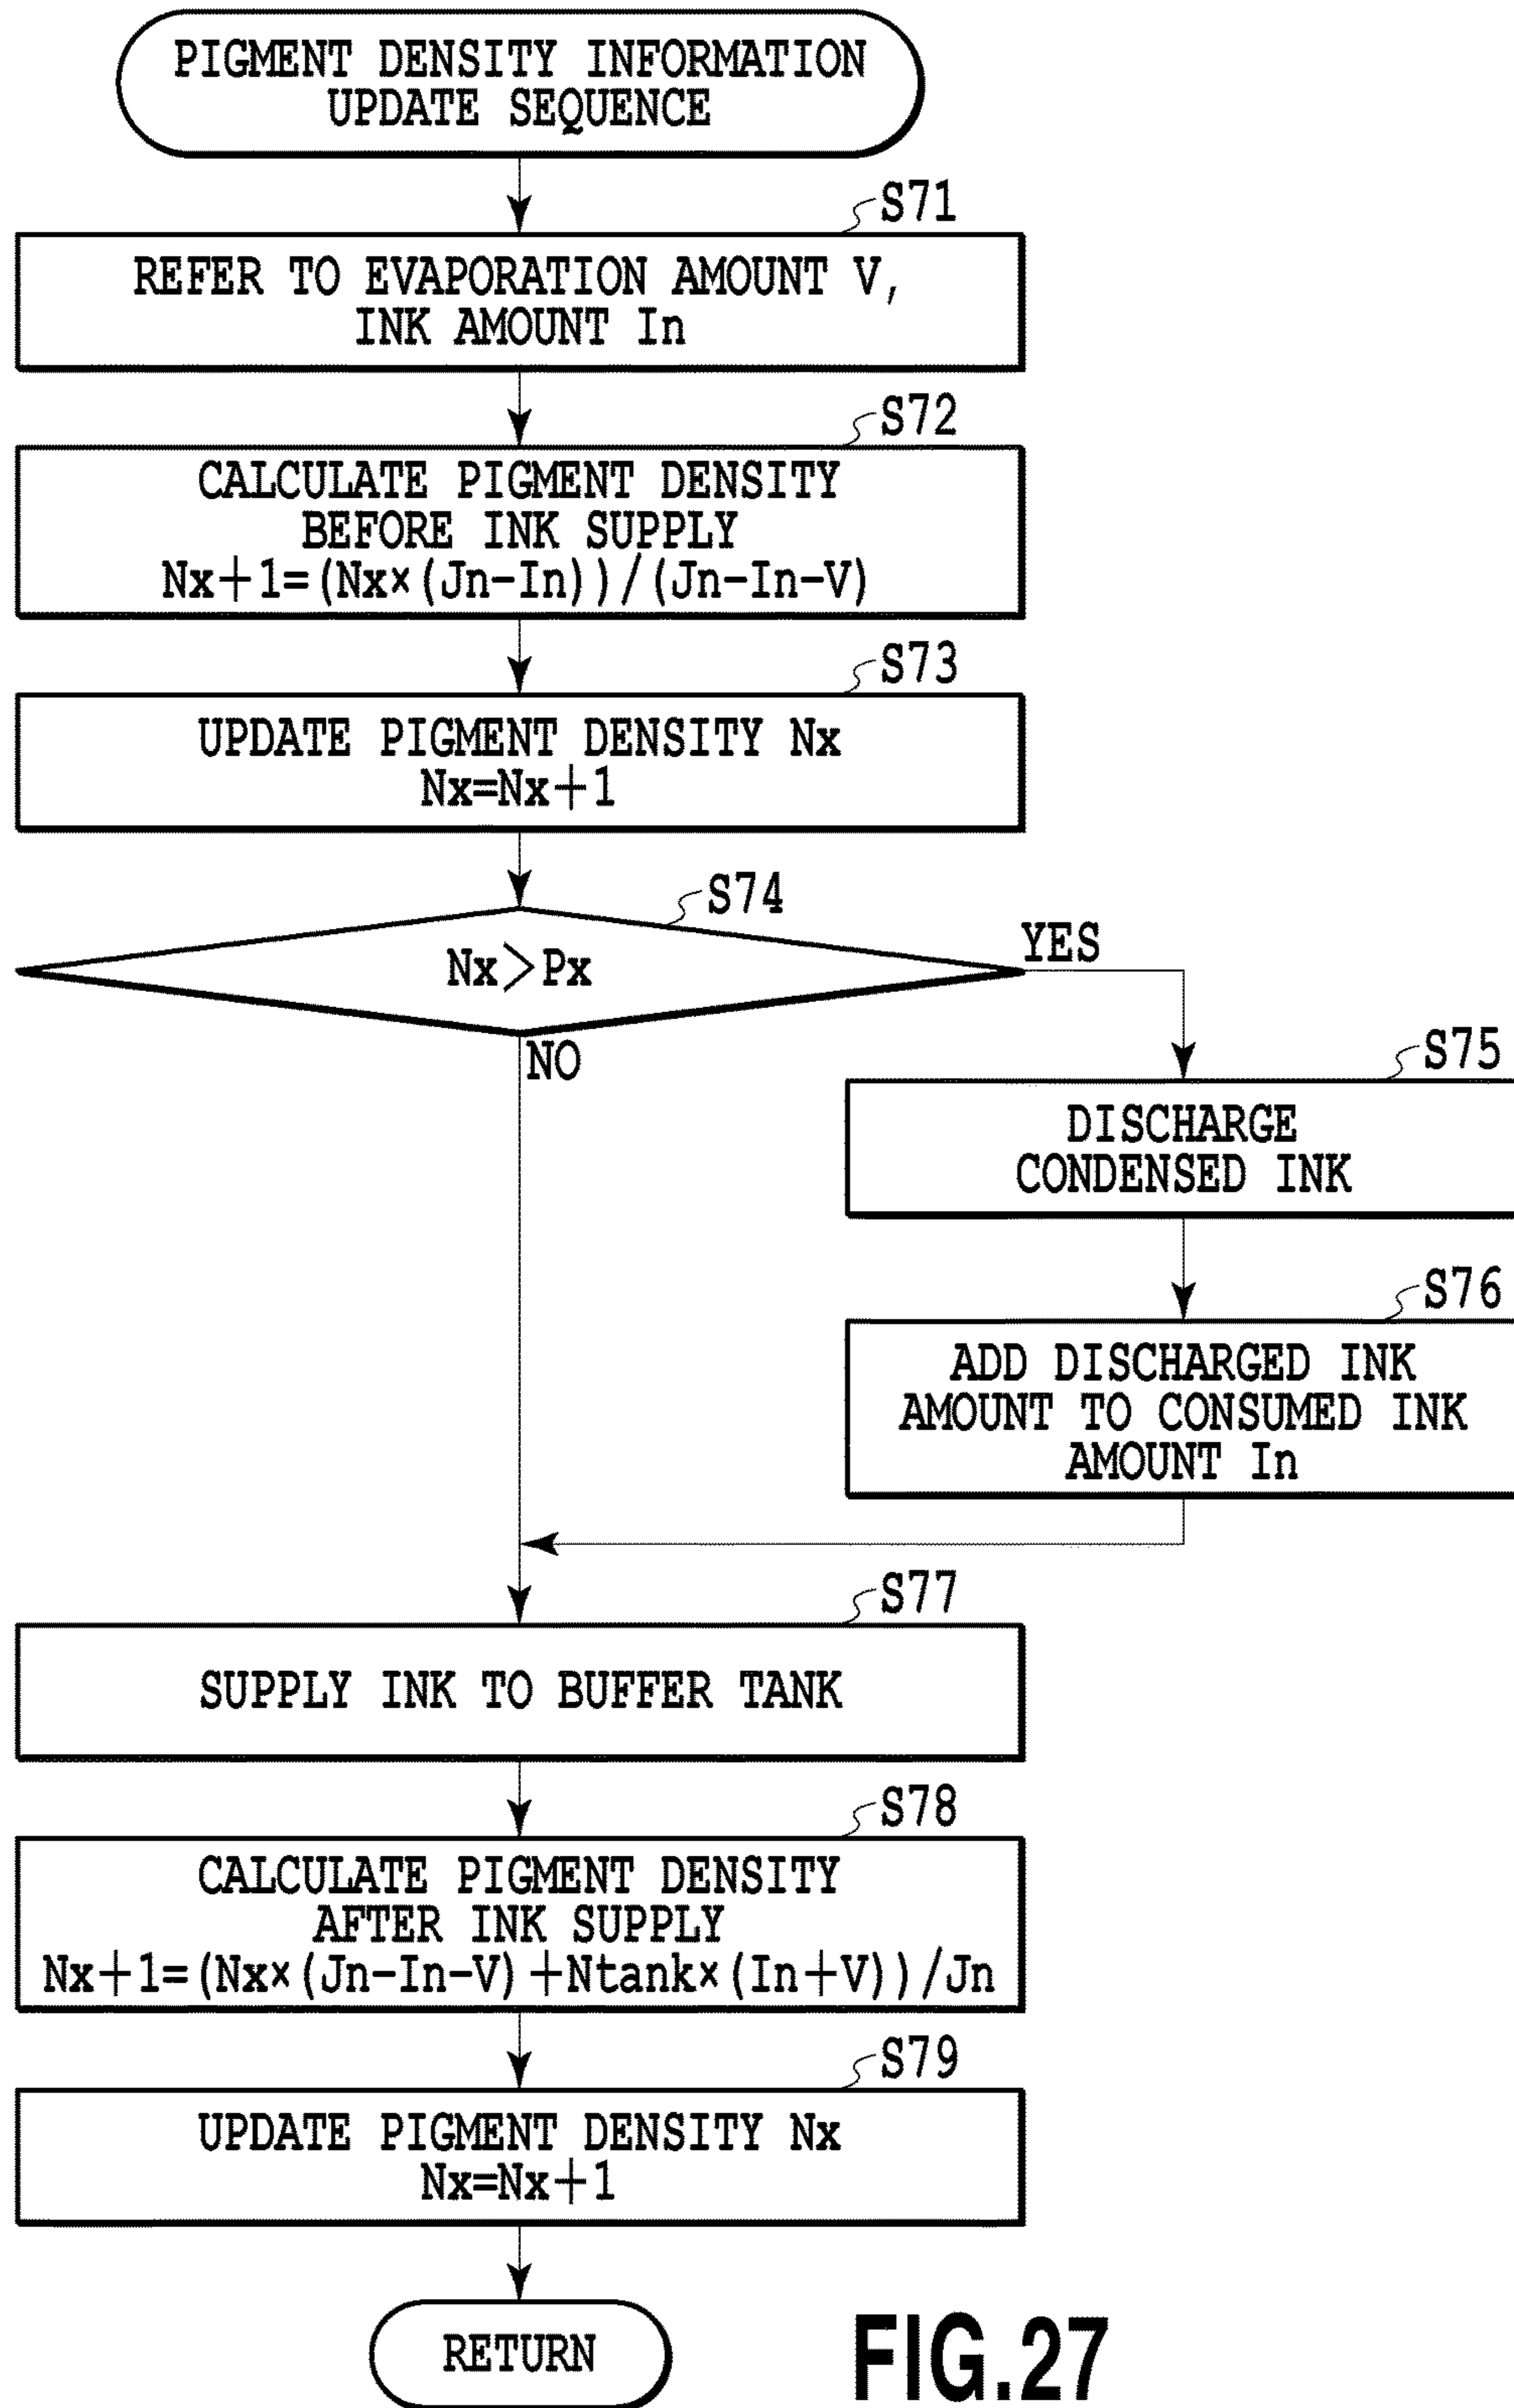 PIGMENT DENSITY INFORMATION
UPDATE SEQUENCE
S71
REFER TO EVAPORATION AMOUNT V,
INK AMOUNT In
S72
CALCULATE PIGMENT DENSITY
BEFORE INK SUPPLY
Nx+1=(Nx×(Jn-In))/(Jn-In-V)
S73
UPDATE PIGMENT DENSITY Nx
Nx=Nx+1
S74
Nx>Px
YES
NO
S75
DISCHARGE
CONDENSED INK
S76
ADD DISCHARGED INK
AMOUNT TO CONSUMED INK
AMOUNT In
S77
SUPPLY INK TO BUFFER TANK
S78
CALCULATE PIGMENT DENSITY
AFTER INK SUPPLY
Nx+1=(Nx×(Jn-In-V)+Ntank×(In+V))/Jn
S79
UPDATE PIGMENT DENSITY Nx
Nx=Nx+1
RETURN
FIG.27